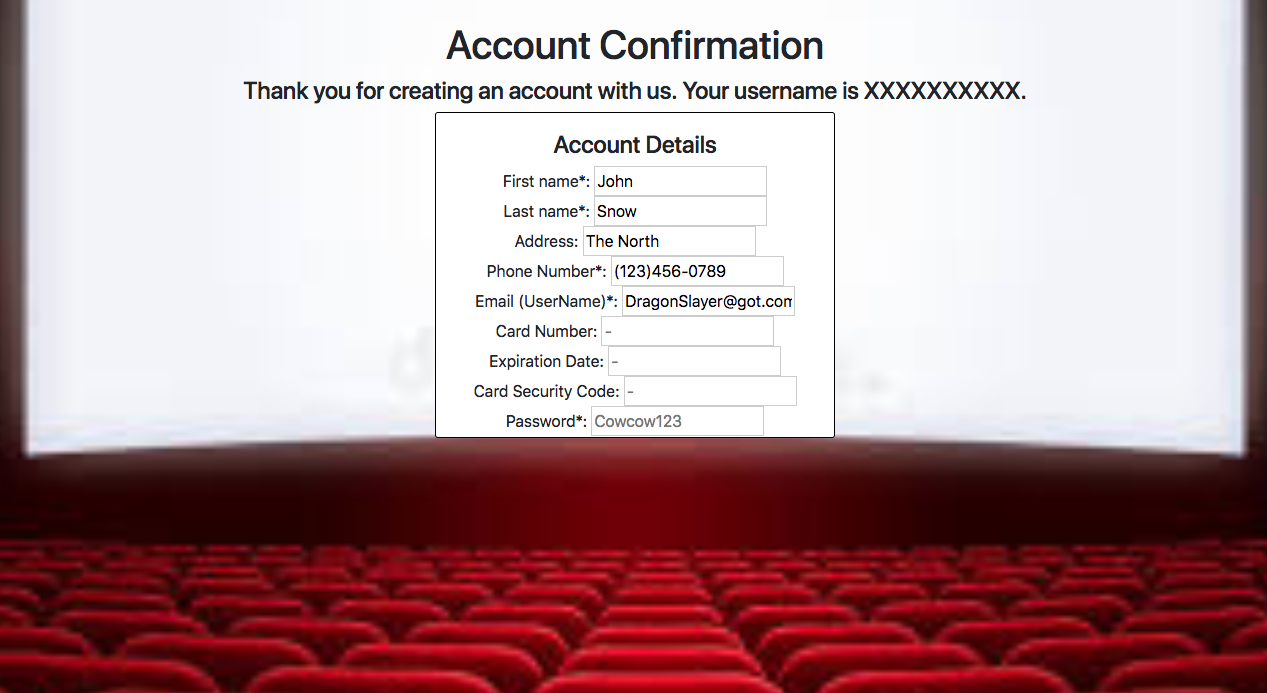 Account Confirmation
Thank you for creating an account with us. Your username is XXXXXXXXXX.
Account Details
First name*: John
Last name*: Snow
Address: The North
Phone Number*: (123)456-0789
Email (UserName)*: DragonSlayer@got.com
Card Number: -
Expiration Date: -
Card Security Code: -
Password*: Cowcow123